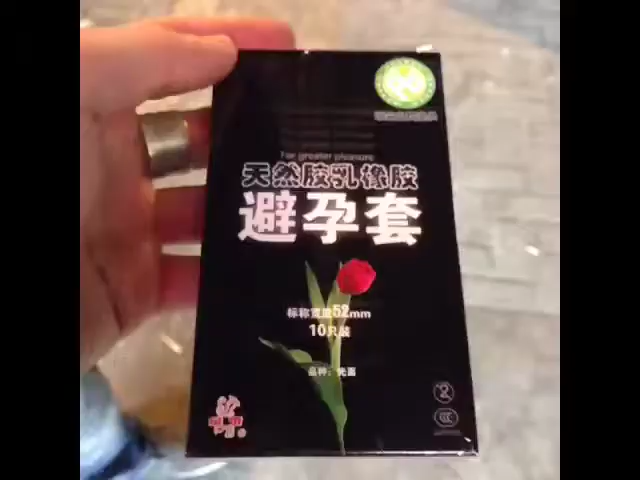 For greater pleasure
天然胶乳橡胶
避孕套
标称宽度52mm
10只装
品种：光面